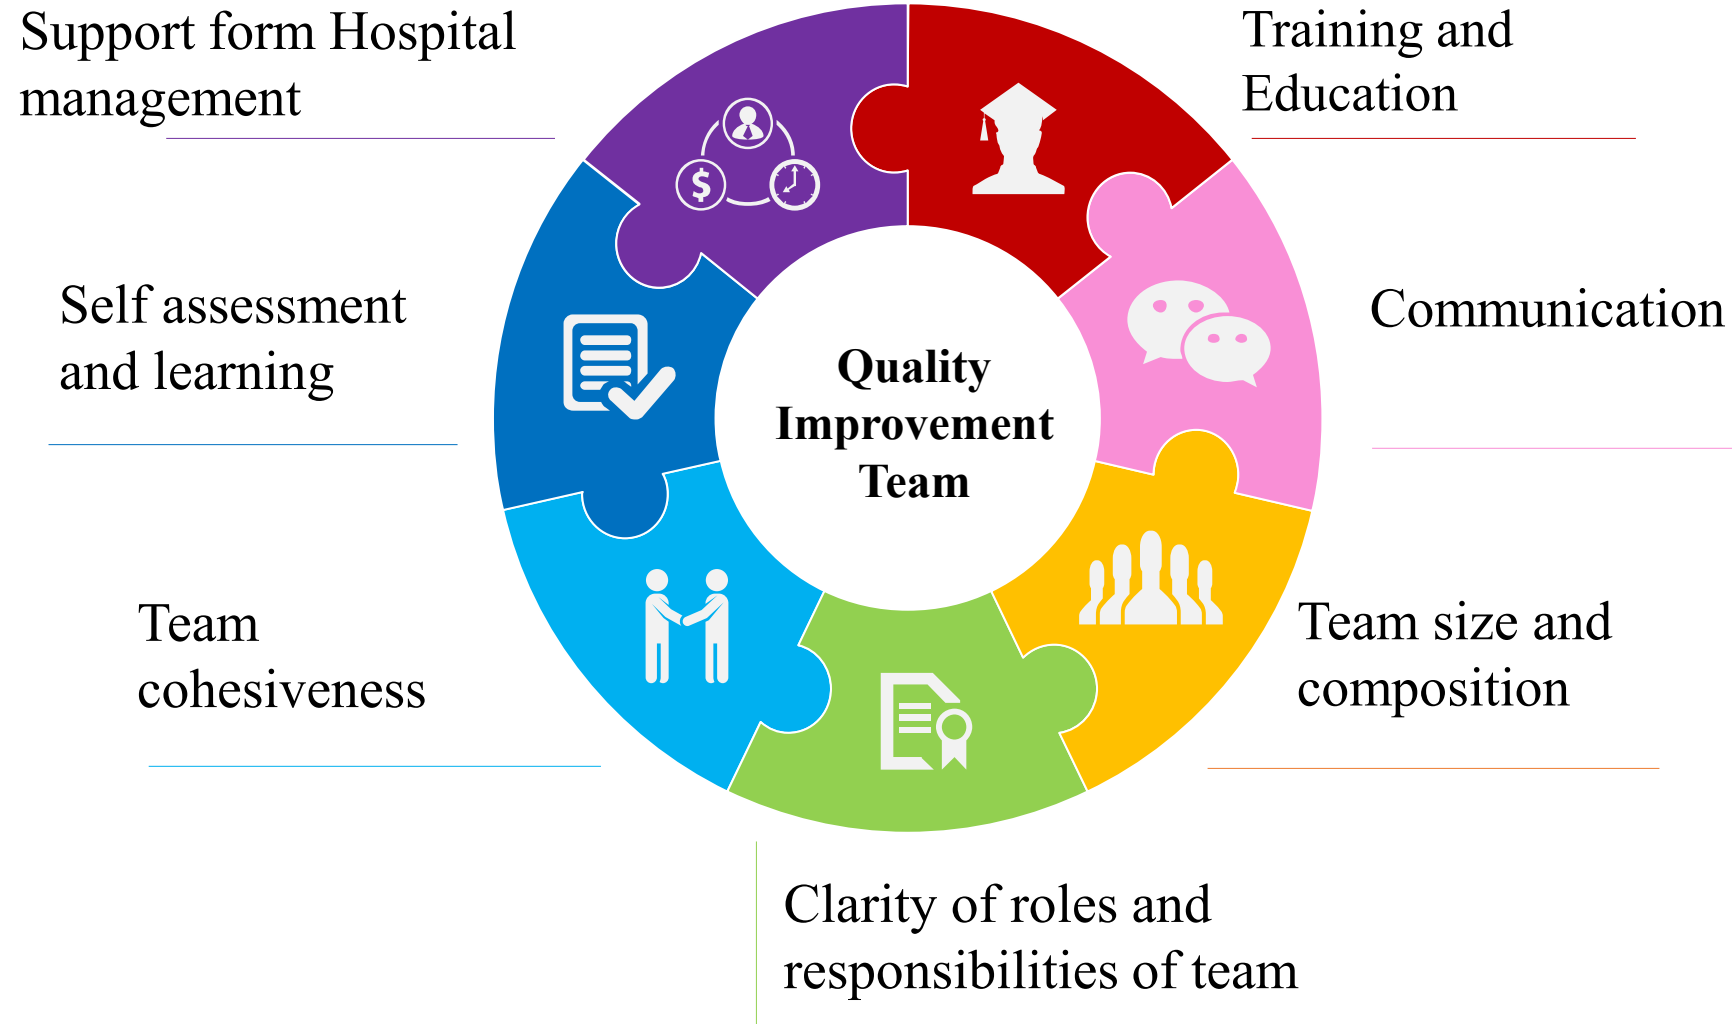 Support form Hospital
management
Training and
Education
Self assessment
and learning
Communication
Quality
Improvement
Team
Team
cohesiveness
Team size and
composition
Clarity of roles and
responsibilities of team
$